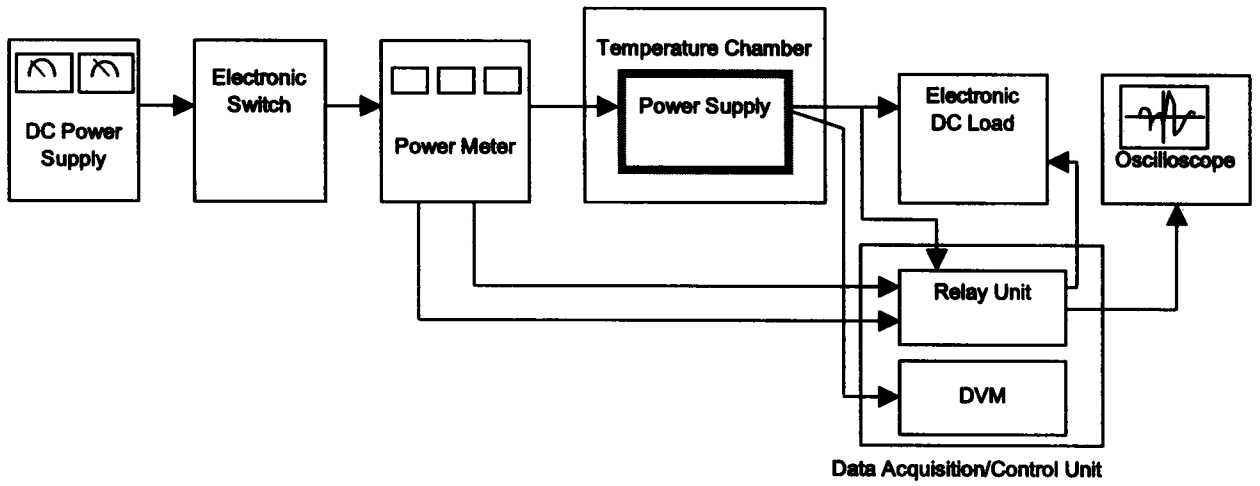 DC Power
Supply
Electronic
Switch
Power Meter
Temperature Chamber
Power Supply
Electronic
DC Load
Oscilloscope
Relay Unit
DVM
Data Acquisition/Control Unit